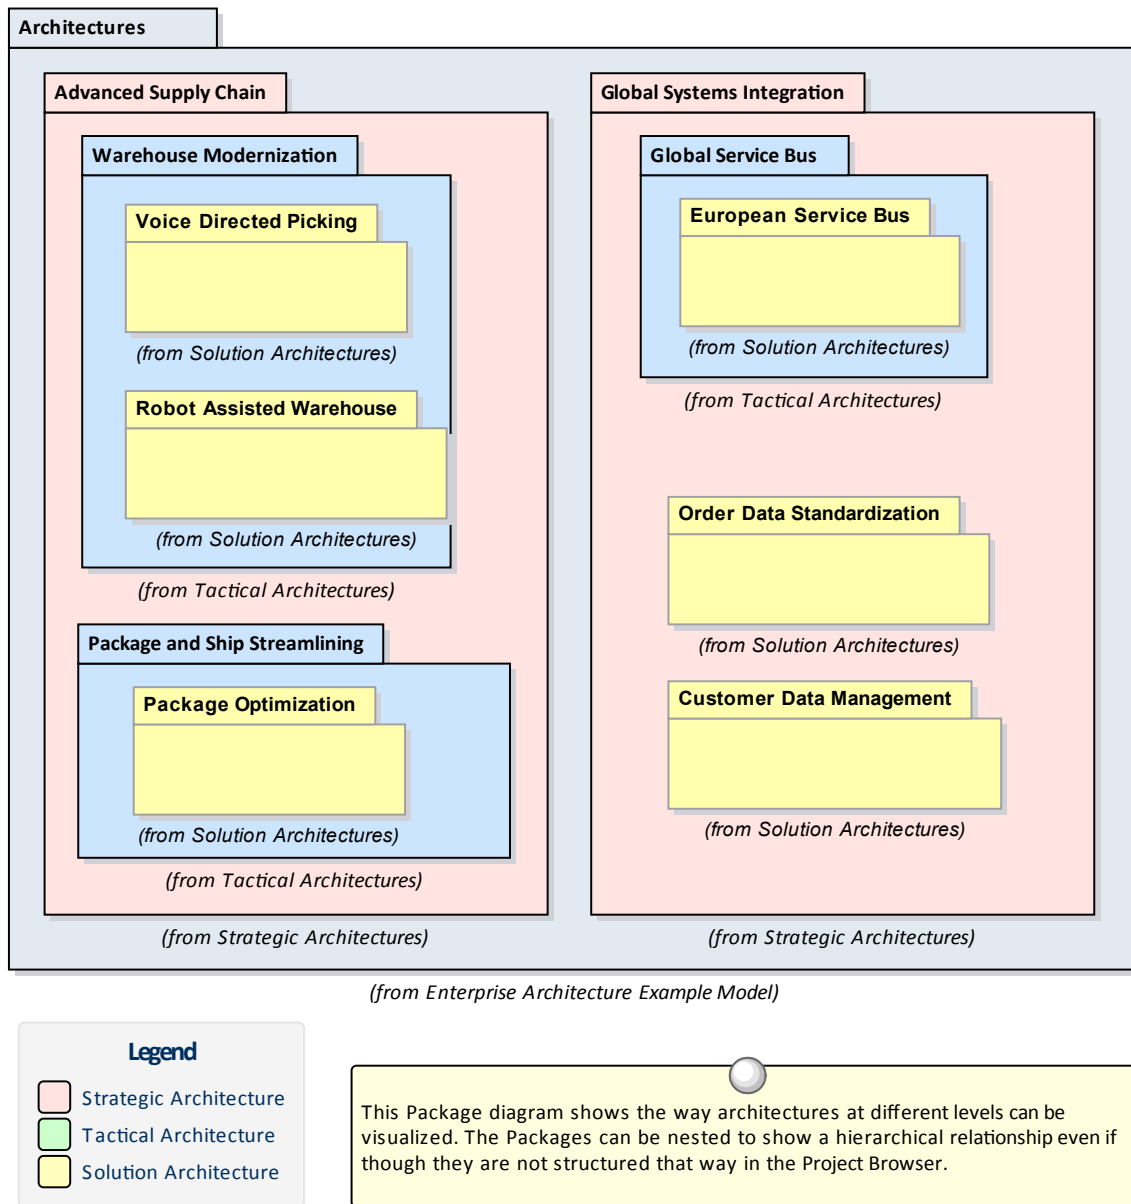 Architectures
Advanced Supply Chain
Warehouse Modernization
Voice Directed Picking
(from Solution Architectures)
Robot Assisted Warehouse
(from Solution Architectures)
(from Tactical Architectures)
Package and Ship Streamlining
Package Optimization
(from Solution Architectures)
(from Tactical Architectures)
(from Strategic Architectures)
Global Systems Integration
Global Service Bus
European Service Bus
(from Solution Architectures)
(from Tactical Architectures)
Order Data Standardization
(from Solution Architectures)
Customer Data Management
(from Solution Architectures)
(from Strategic Architectures)
(from Enterprise Architecture Example Model)
Legend
Strategic Architecture
Tactical Architecture
Solution Architecture
This Package diagram shows the way architectures at different levels can be
visualized. The Packages can be nested to show a hierarchical relationship even if
though they are not structured that way in the Project Browser.